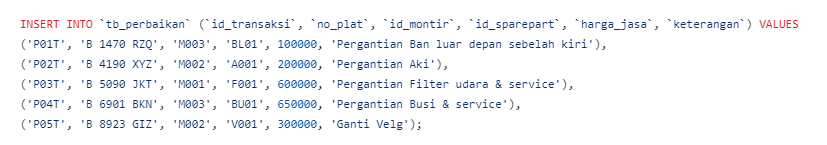 INSERT INTO `tb_perbaikan` (`id_transaksi`, `no_plat`, `id_montir`, `id_sparepart`, `harga_jasa`, `keterangan`) VALUES
('P01T', 'B 1470 RZQ', 'M003', 'BL01', 100000, 'Pergantian Ban luar depan sebelah kiri'),
('P02T', 'B 4190 XYZ', 'M002', 'A001', 200000, 'Pergantian Aki'),
('P03T', 'B 5090 JKT', 'M001', 'F001', 600000, 'Pergantian Filter udara & service'),
('P04T', 'B 6901 BKN', 'M003', 'BU01', 650000, 'Pergantian Busi & service'),
('P05T', 'B 8923 GIZ', 'M002', 'V001', 300000, 'Ganti Velg');